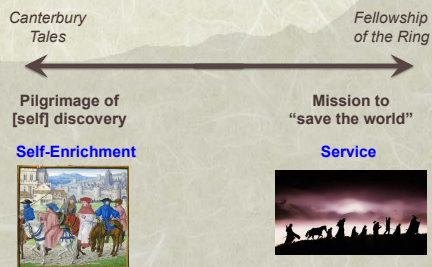 Canterbury
Tales
Fellowship
of the Ring
Pilgrimage of
[self] discovery
Mission to
“save the world”
Self-Enrichment
Service